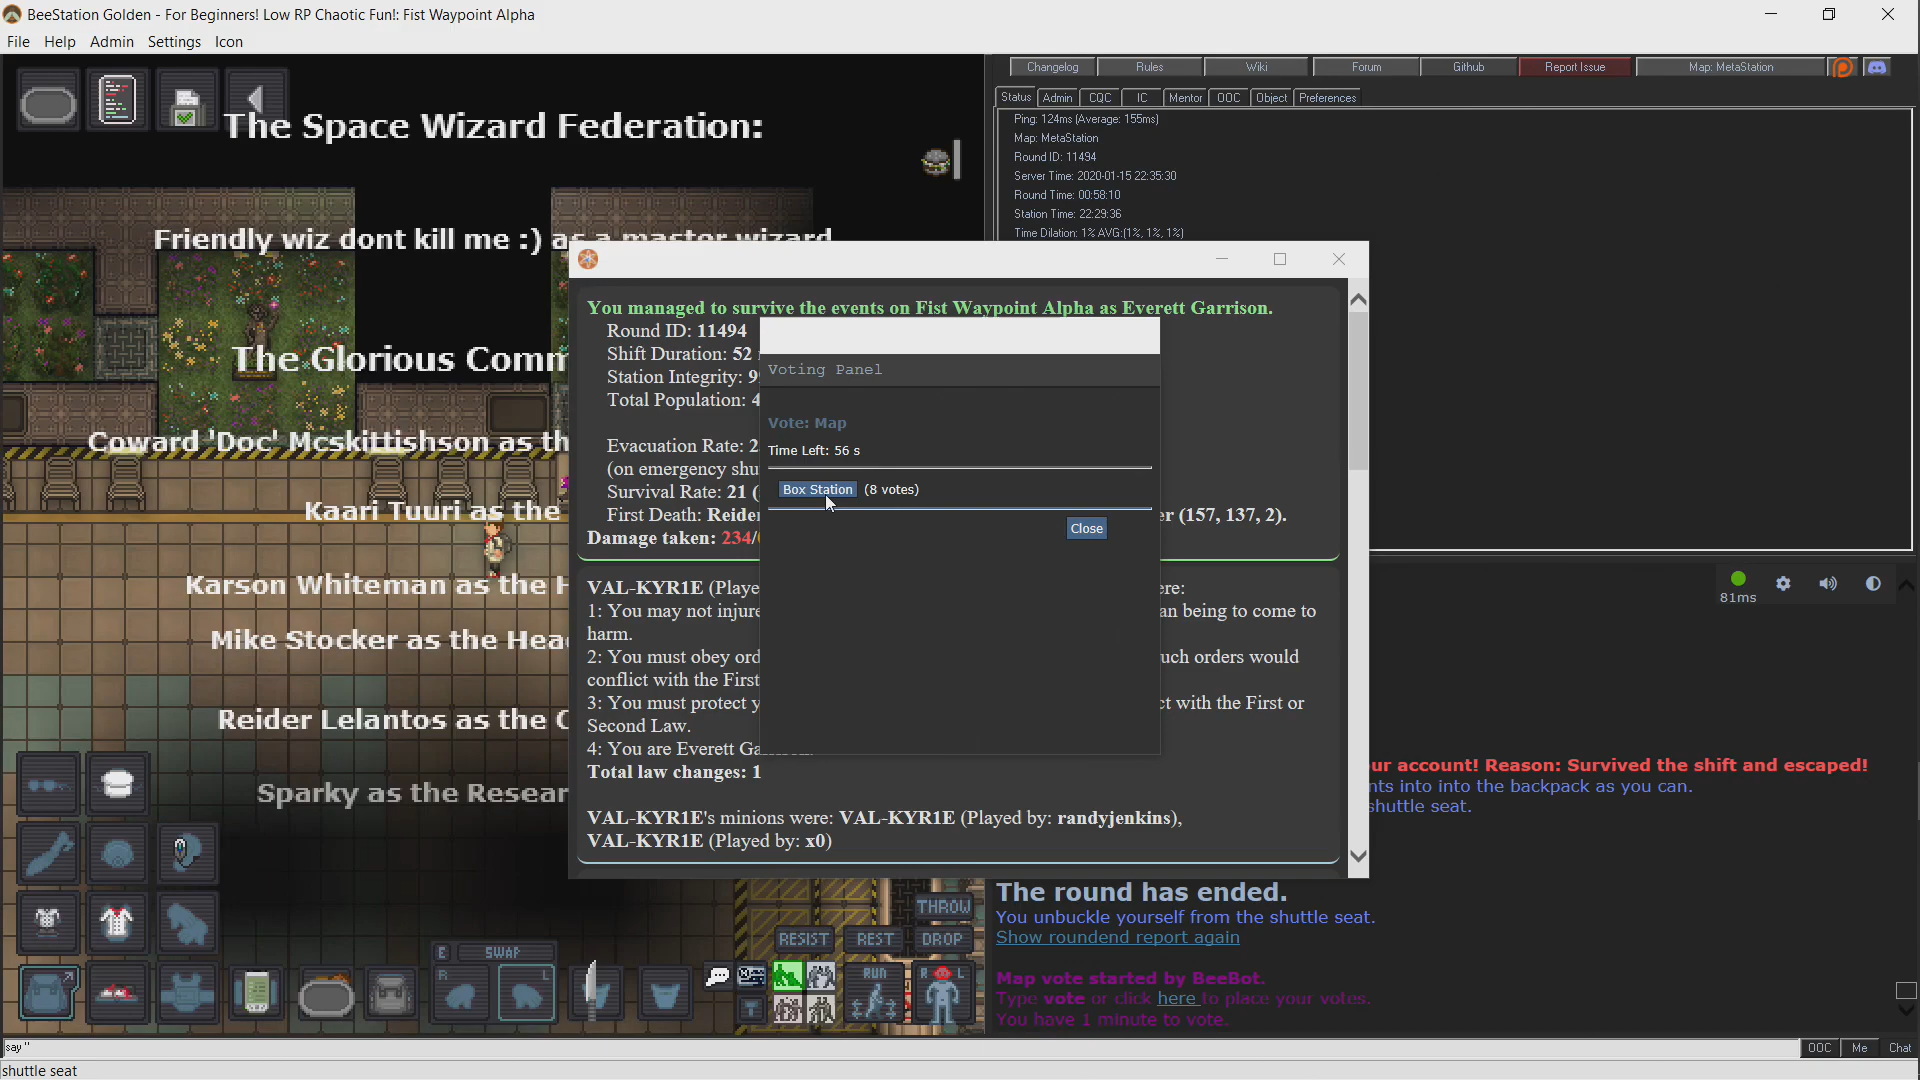 BeeStation Golden - For Beginners! Low RP Chaotic Fun!: Fist Waypoint Alpha
File Help Admin Settings Icon
The Space Wizard Federation:
Friendly wiz dont kill me :) as a master wizard
The Glorious Comm
Coward 'Doc' Mcskittishson as th
Kaari Tuuri as the
Karson Whiteman as the H
Mike Stocker as the Hea
Reider Lelantos as the C
Sparky as the Resear
Changelog Rules Wiki Forum Github Report Issue Map: MetaStation
Status Admin CQC IC Mentor OOC Object Preferences
Ping: 124ms (Average: 155ms)
Map: MetaStation
Round ID: 11494
Server Time: 2020-01-15 22:35:30
Round Time: 00:58:10
Station Time: 22:29:36
Time Dilation: 1% AVG:(1%, 1%, 1%)
You managed to survive the events on Fist Waypoint Alpha as Everett Garrison.
Round ID: 11494
Shift Duration: 52
Station Integrity: 9
Total Population: 4
Evacuation Rate: 2
(on emergency shu
Survival Rate: 21 (
First Death: Reider
r (157, 137, 2).
Damage taken: 234/
Voting Panel
Vote: Map
Time Left: 56 s
Box Station (8 votes)
Close
VAL-KYR1E (Playe
ere:
1: You may not injure
an being to come to
harm.
2: You must obey ord
uch orders would
conflict with the First
3: You must protect y
ct with the First or
Second Law.
4: You are Everett Ga
Total law changes: 1
VAL-KYR1E's minions were: VAL-KYR1E (Played by: randyjenkins),
VAL-KYR1E (Played by: x0)
81ms
ur account! Reason: Survived the shift and escaped!
nts into into the backpack as you can.
shuttle seat.
The round has ended.
You unbuckle yourself from the shuttle seat.
Show roundend report again
Map vote started by BeeBot.
Type vote or click here to place your votes.
You have 1 minute to vote.
THROW
RESIST REST DROP
E SWAP
R L
RUN
R L
say "
OOC Me Chat
shuttle seat